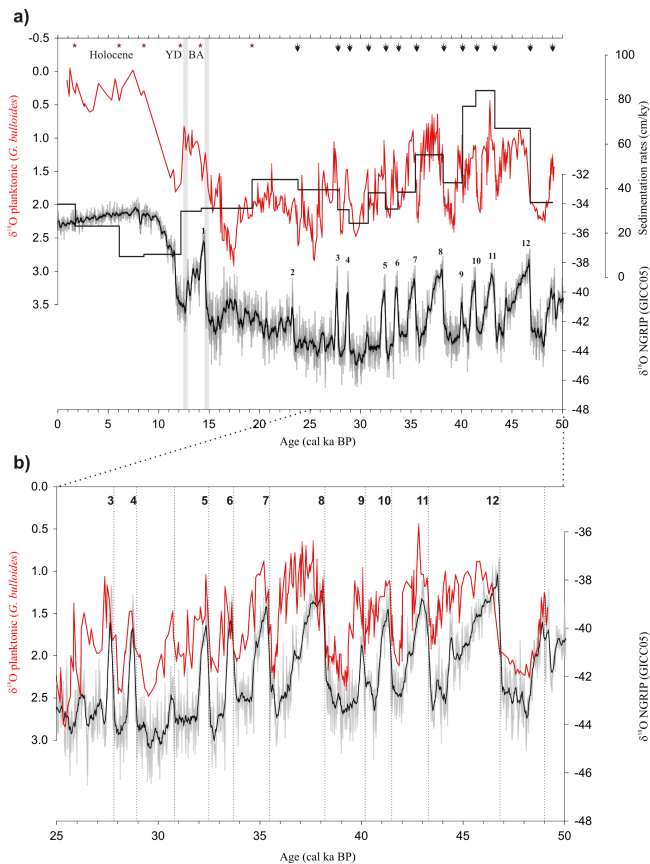 a)
-0.5
0.0
0.5
1.0
1.5
2.0
2.5
3.0
3.5
δ¹⁸O planktonic (G. bulloides)
* * * * * *
Holocene YD BA
1 2 3 4 5 6 7 8 9 10 11 12
100
80
60
40
20
0
Sedimentation rates (cm/ky)
-32
-34
-36
-38
-40
-42
-44
-46
-48
δ¹⁸O NGRIP (GICC05)
0 5 10 15 20 25 30 35 40 45 50
Age (cal ka BP)
b)
0.0
0.5
1.0
1.5
2.0
2.5
3.0
δ¹⁸O planktonic (G. bulloides)
3 4 5 6 7 8 9 10 11 12
-36
-38
-40
-42
-44
-46
-48
δ¹⁸O NGRIP (GICC05)
25 30 35 40 45 50
Age (cal ka BP)